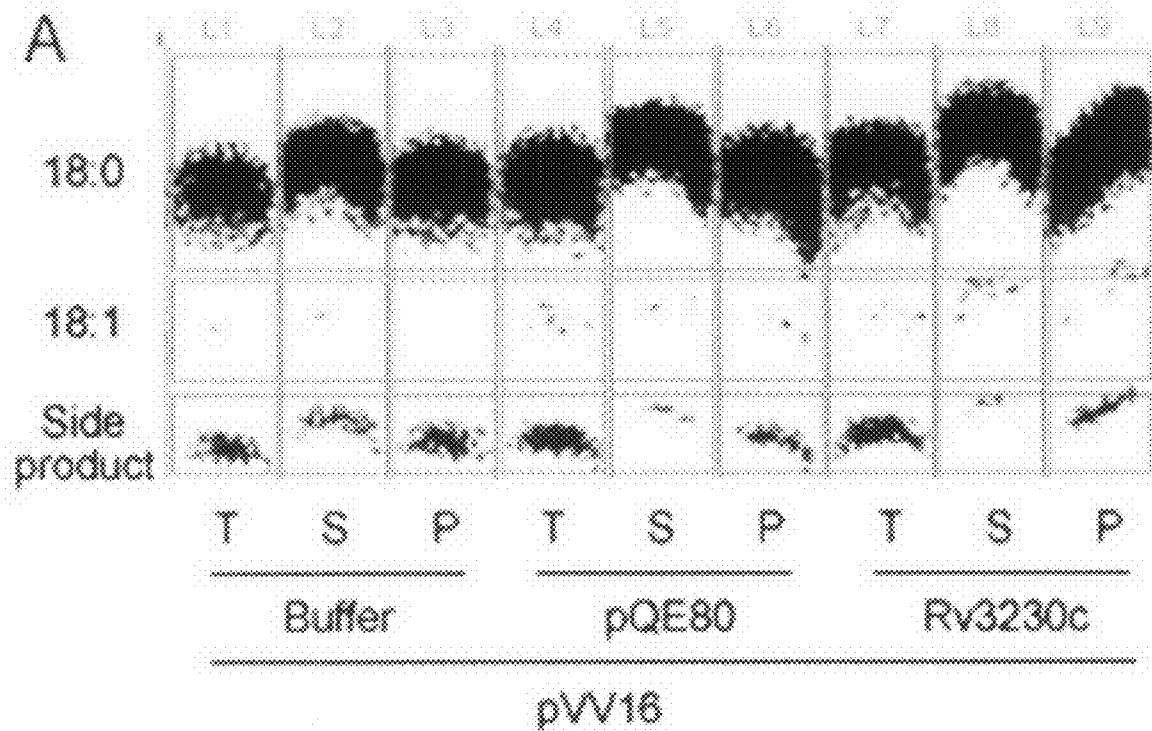 A
L1 L2 L3 L4 L5 L6 L7 L8 L9
18:0
18:1
Side
product
T S P T S P T S P
Buffer pQE80 Rv3230c
pVV16